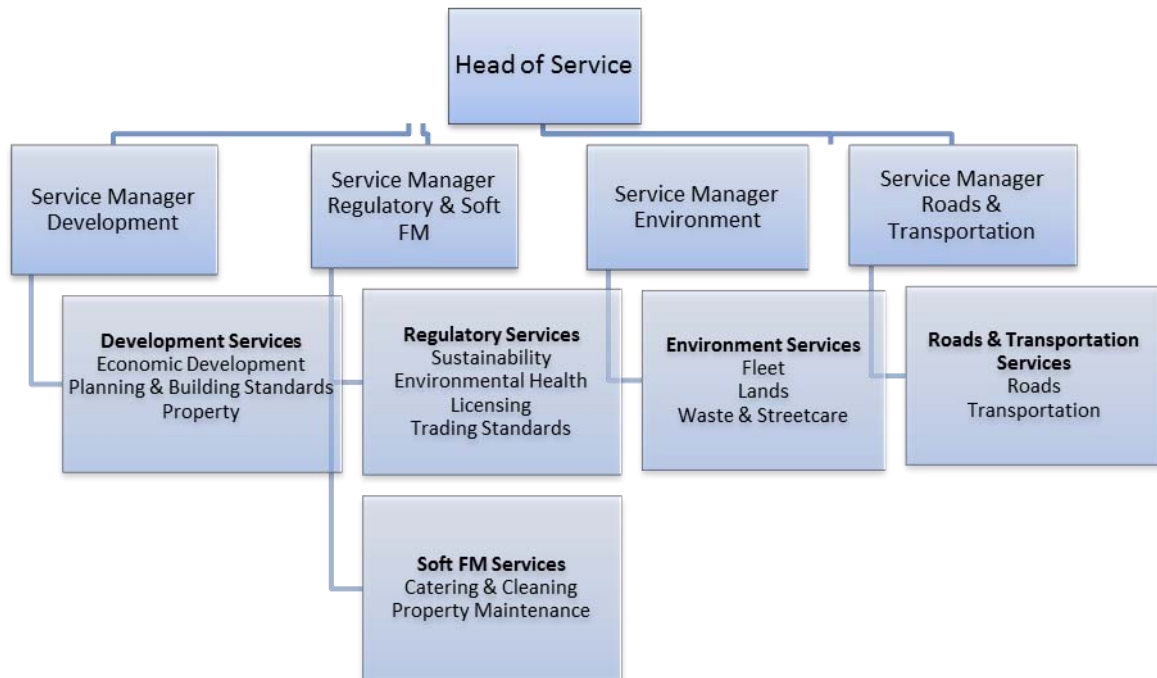 Head of Service
Service Manager
Development
Service Manager
Regulatory & Soft
FM
Service Manager
Environment
Service Manager
Roads &
Transportation
Development Services
Economic Development
Planning & Building Standards
Property
Regulatory Services
Sustainability
Environmental Health
Licensing
Trading Standards
Environment Services
Fleet
Lands
Waste & Streetcare
Roads & Transportation
Services
Roads
Transportation
Soft FM Services
Catering & Cleaning
Property Maintenance